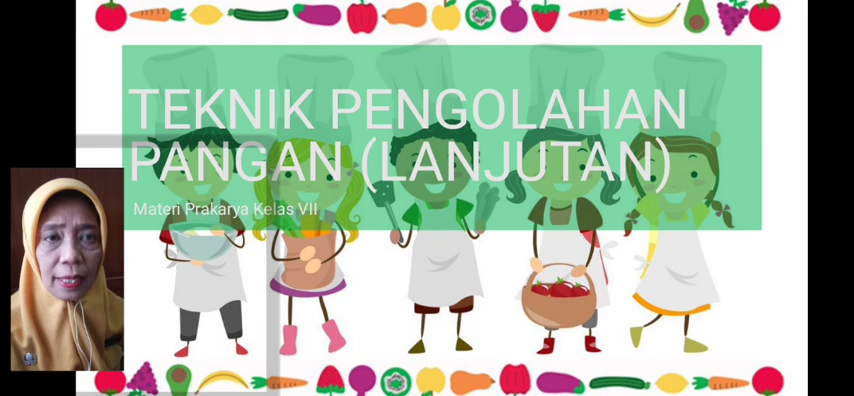 TEKNIK PENGOLAHAN
PANGAN (LANJUTAN)
Materi Prakarya Kelas VII